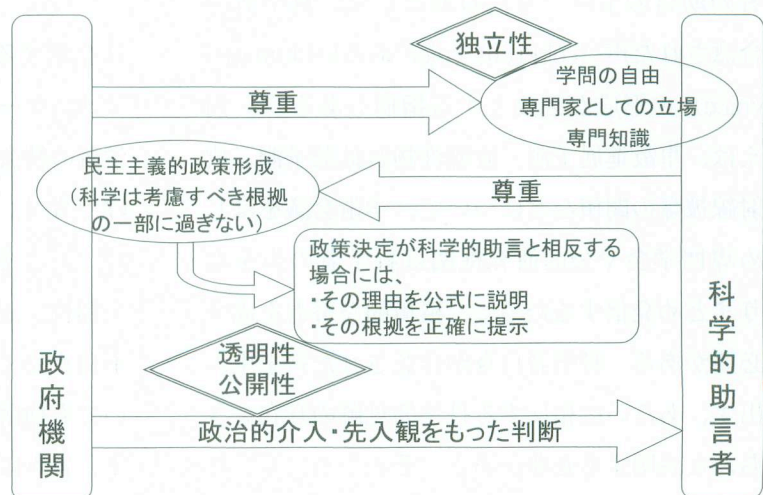 独立性
尊重
学問の自由
専門家としての立場
専門知識
民主主義的政策形成
(科学は考慮すべき根拠
の一部に過ぎない)
尊重
政策決定が科学的助言と相反する
場合には、
・その理由を公式に説明
・その根拠を正確に提示
透明性
公開性
政治的介入・先入観をもった判断
政府機関
科学的助言者